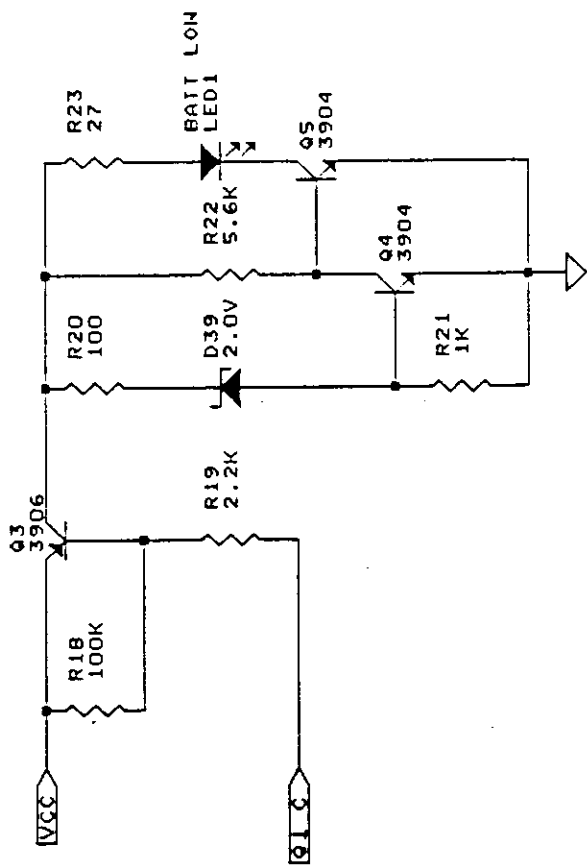 VCC
Q1 C
R18
100K
Q3
3906
R19
2.2K
R20
100
D39
2.0V
R21
1K
R22
5.6K
Q4
3904
R23
27
BATT LOW
LED1
Q5
3904